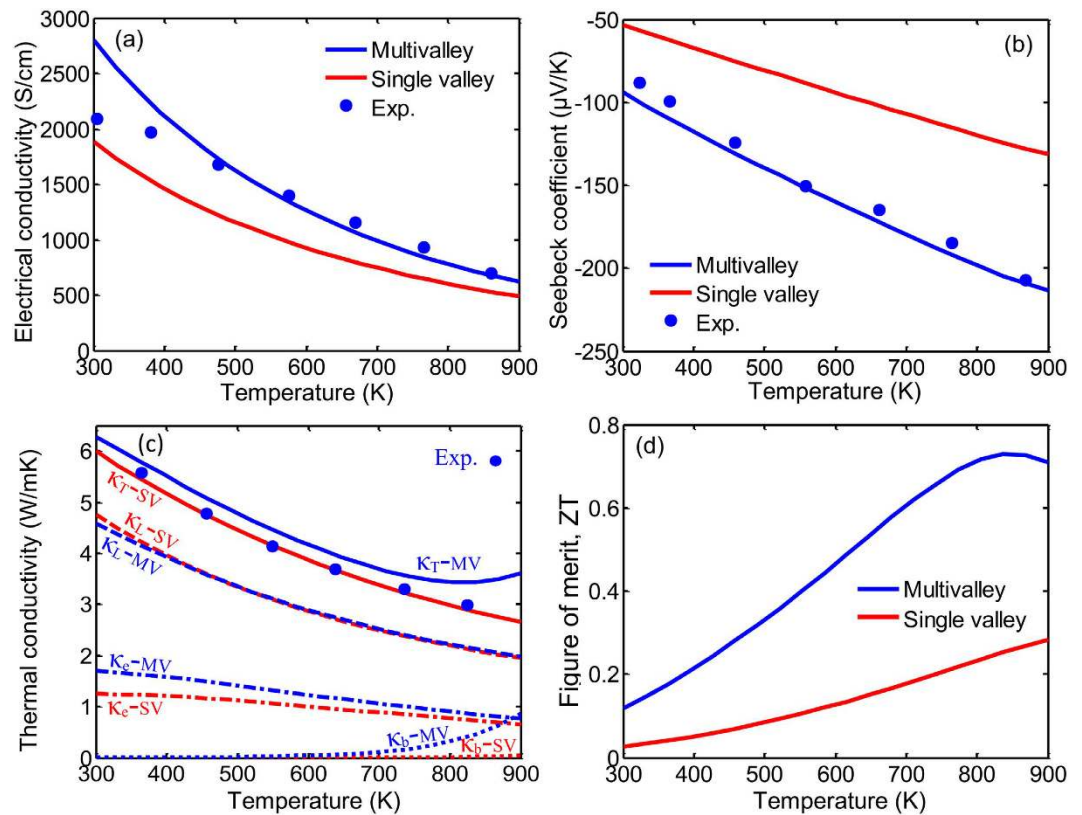 (a)
Multivalley
Single valley
Exp.
Electrical conductivity (S/cm)
3000
2500
2000
1500
1000
500
0
300 400 500 600 700 800 900
Temperature (K)
(b)
Multivalley
Single valley
Exp.
Seebeck coefficient (μV/K)
-50
-100
-150
-200
-250
300 400 500 600 700 800 900
Temperature (K)
(c)
Exp.
κT-SV
κL-SV
κL-MV
κT-MV
κe-MV
κe-SV
κb-MV
κb-SV
Thermal conductivity (W/mK)
6
5
4
3
2
1
0
300 400 500 600 700 800 900
Temperature (K)
(d)
Multivalley
Single valley
Figure of merit, ZT
0.8
0.6
0.4
0.2
0
300 400 500 600 700 800 900
Temperature (K)